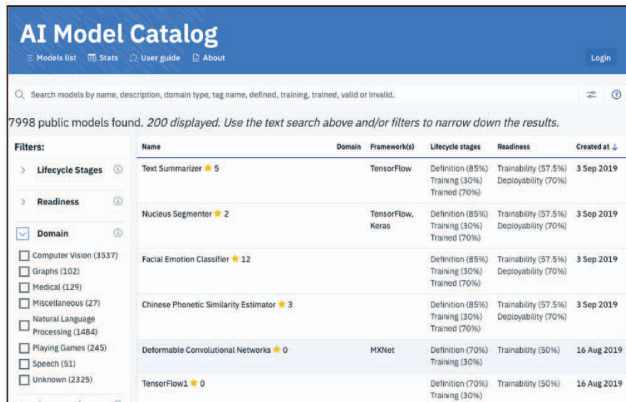 AI Model Catalog
Models list Stats User guide About Login
Search models by name, description, domain type, tag name, defined, training, trained, valid or invalid.
7998 public models found. 200 displayed. Use the text search above and/or filters to narrow down the results.
Filters:
Lifecycle Stages
Readiness
Domain
Computer Vision (3537)
Graphs (102)
Medical (129)
Miscellaneous (27)
Natural Language
Processing (1484)
Playing Games (245)
Speech (51)
Unknown (2325)
Name Domain Framework(s) Lifecycle stages Readiness Created at ↓
Text Summarizer ★ 5 TensorFlow Definition (85%) Trainability (57.5%) 3 Sep 2019
Training (30%) Deployability (70%)
Trained (70%)
Nucleus Segmenter ★ 2 TensorFlow, Definition (85%) Trainability (57.5%) 3 Sep 2019
Keras Training (30%) Deployability (70%)
Trained (70%)
Facial Emotion Classifier ★ 12 Definition (85%) Trainability (57.5%) 3 Sep 2019
Training (30%) Deployability (70%)
Trained (70%)
Chinese Phonetic Similarity Estimator ★ 3 Definition (85%) Trainability (57.5%) 3 Sep 2019
Training (30%) Deployability (70%)
Trained (70%)
Deformable Convolutional Networks ★ 0 MXNet Definition (70%) Trainability (50%) 16 Aug 2019
Training (30%)
TensorFlow1 ★ 0 Definition (70%) Trainability (50%) 16 Aug 2019
Training (30%)